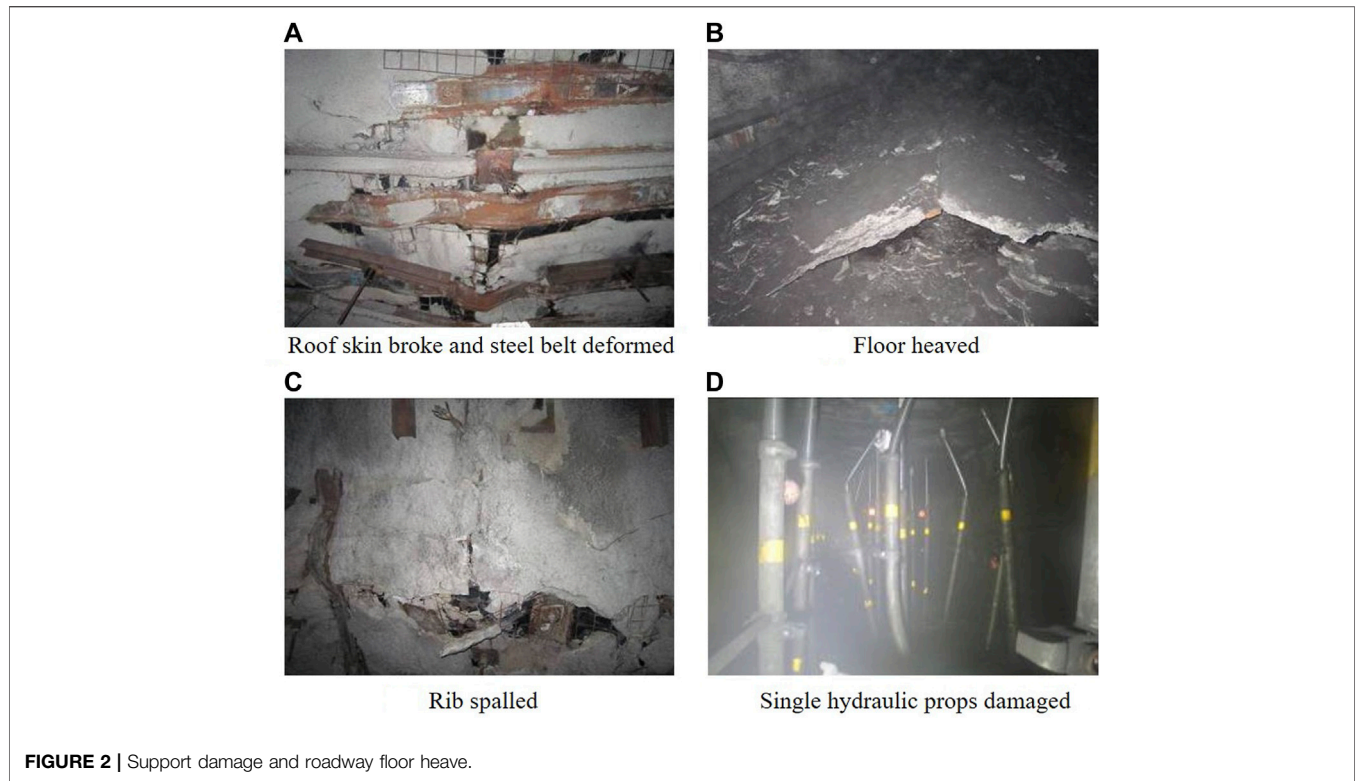 A
B
Roof skin broke and steel belt deformed
Floor heaved
C
D
Rib spalled
Single hydraulic props damaged
FIGURE 2 | Support damage and roadway floor heave.